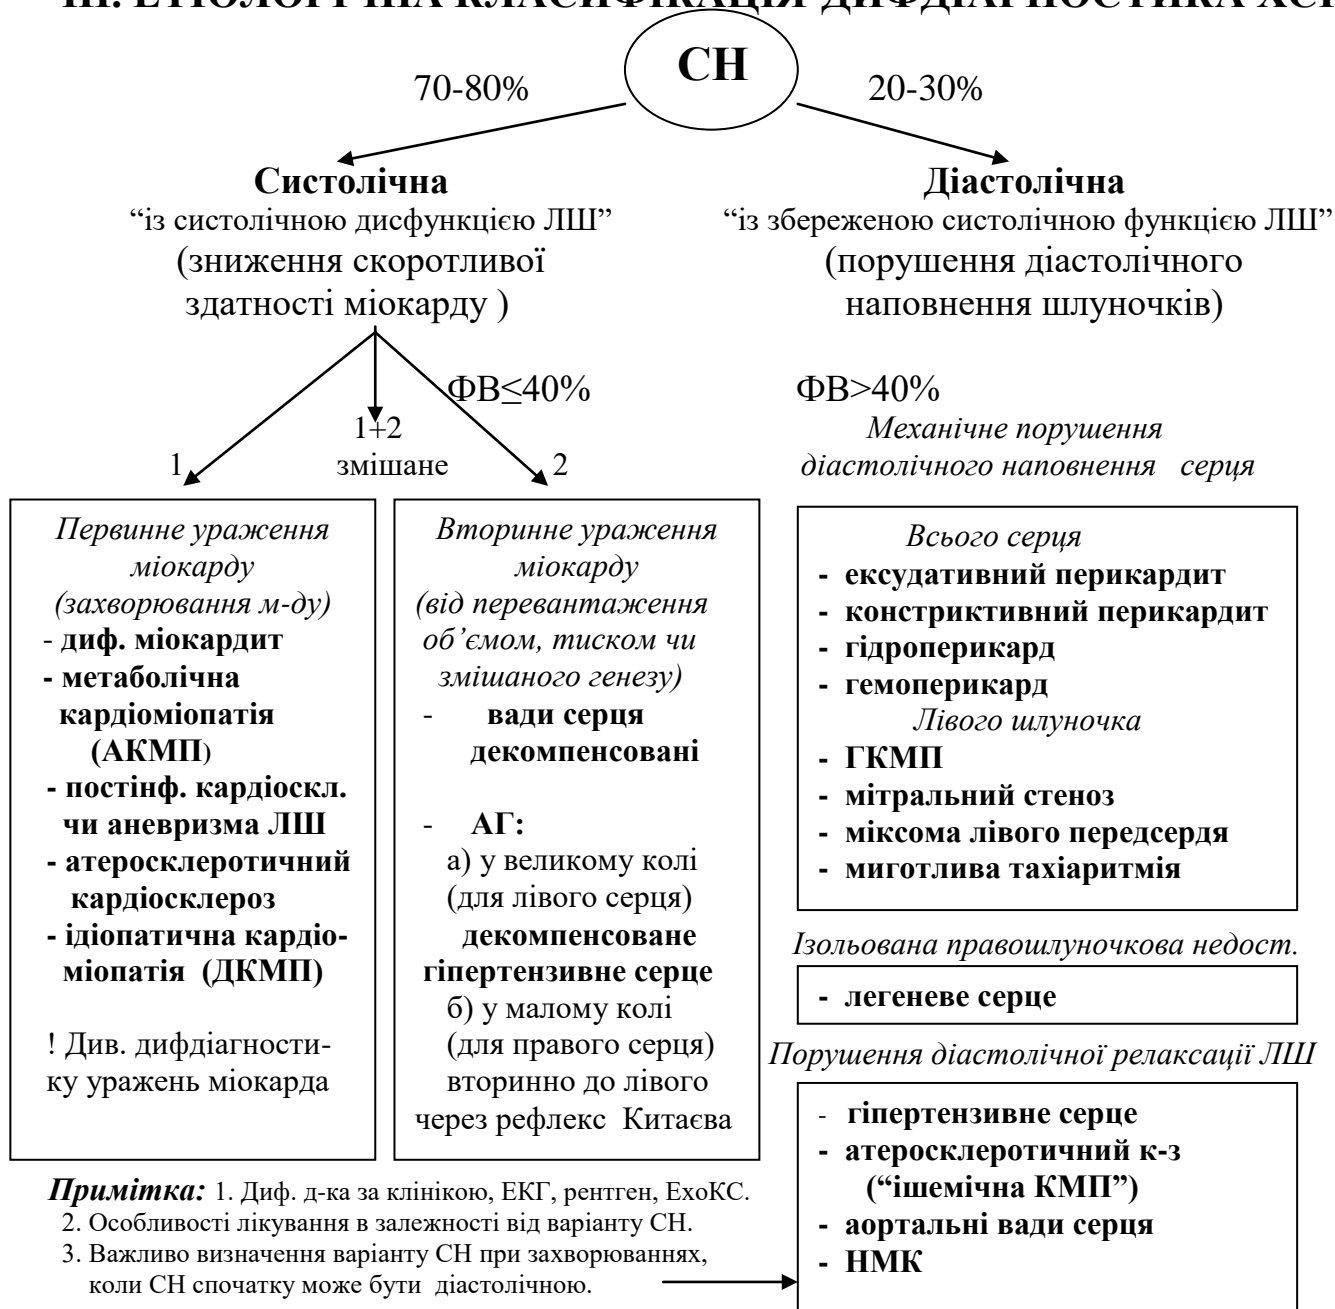 ІІІ. ЕТІОЛОГІЧНА КЛАСИФІКАЦІЯ-ДИФДІАГНОСТИКА ХСН
СН
70-80%
20-30%
Систолічна
“із систолічною дисфункцією ЛШ”
(зниження скоротливої
здатності міокарду )
Діастолічна
“із збереженою систолічною функцією ЛШ”
(порушення діастолічного
наповнення шлуночків)
ФВ≤40%
ФВ>40%
1
1+2
змішане
2
Первинне ураження
міокарду
(захворювання м-ду)
- диф. міокардит
- метаболічна
кардіоміопатія
(АКМП)
- постінф. кардіоскл.
чи аневризма ЛШ
- атеросклеротичний
кардіосклероз
- ідіопатична кардіо-
міопатія (ДКМП)
! Див. дифдіагности-
ку уражень міокарда
Вторинне ураження
міокарду
(від перевантаження
об’ємом, тиском чи
змішаного генезу)
- вади серця
декомпенсовані
- АГ:
а) у великому колі
(для лівого серця)
декомпенсоване
гіпертензивне серце
б) у малому колі
(для правого серця)
вторинно до лівого
через рефлекс Китаєва
Механічне порушення
діастолічного наповнення серця
Всього серця
- ексудативний перикардит
- констриктивний перикардит
- гідроперикард
- гемоперикард
Лівого шлуночка
- ГКМП
- мітральний стеноз
- міксома лівого передсердя
- миготлива тахіаритмія
Ізольована правошлуночкова недост.
- легеневе серце
Порушення діастолічної релаксації ЛШ
- гіпертензивне серце
- атеросклеротичний к-з
(“ішемічна КМП”)
- аортальні вади серця
- НМК
Примітка: 1. Диф. д-ка за клінікою, ЕКГ, рентген, ЕхоКС.
2. Особливості лікування в залежності від варіанту СН.
3. Важливо визначення варіанту СН при захворюваннях,
коли СН спочатку може бути діастолічною.